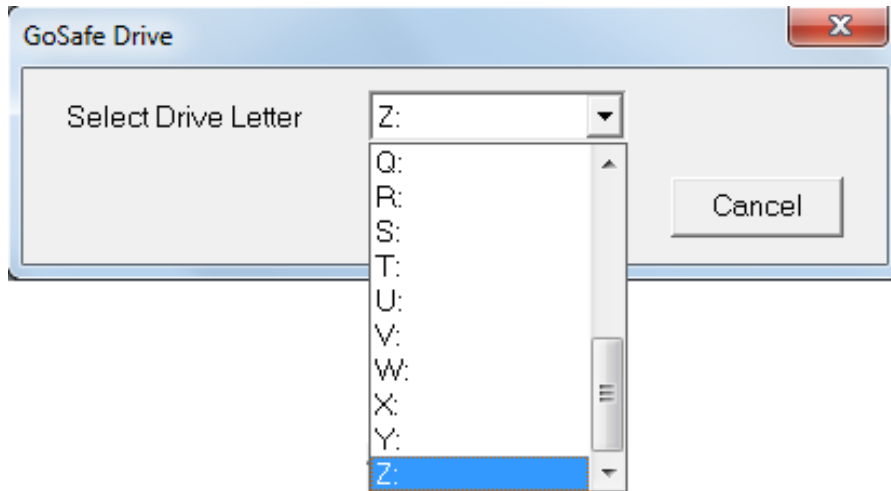 GoSafe Drive
Select Drive Letter Z:
Q:
R:
S:
T:
U:
V:
W:
X:
Y:
Z:
Cancel